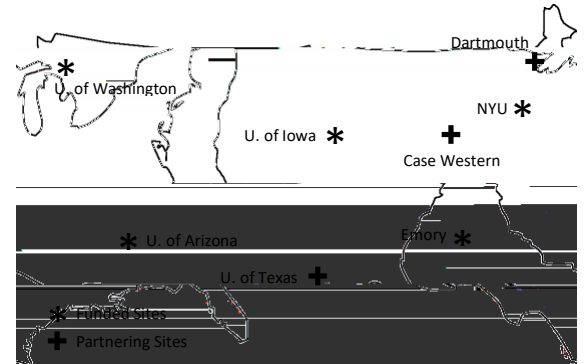 Dartmouth
U. of Washington
NYU
U. of Iowa
Case Western
U. of Arizona
Emory
U. of Texas
Funded Sites
Partnering Sites